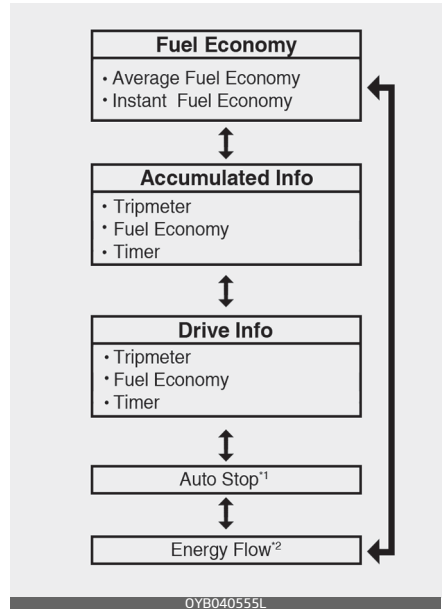 Fuel Economy
• Average Fuel Economy
• Instant Fuel Economy
Accumulated Info
• Tripmeter
• Fuel Economy
• Timer
Drive Info
• Tripmeter
• Fuel Economy
• Timer
Auto Stop*1
Energy Flow*2
OYB040555L